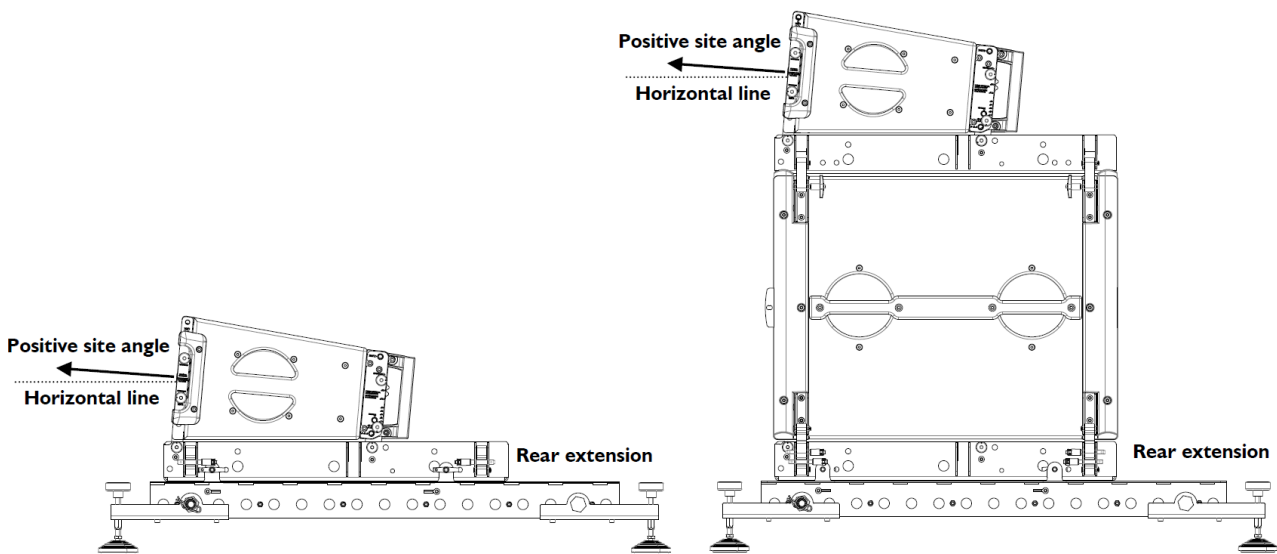 Positive site angle
Horizontal line
Rear extension
Positive site angle
Horizontal line
Rear extension